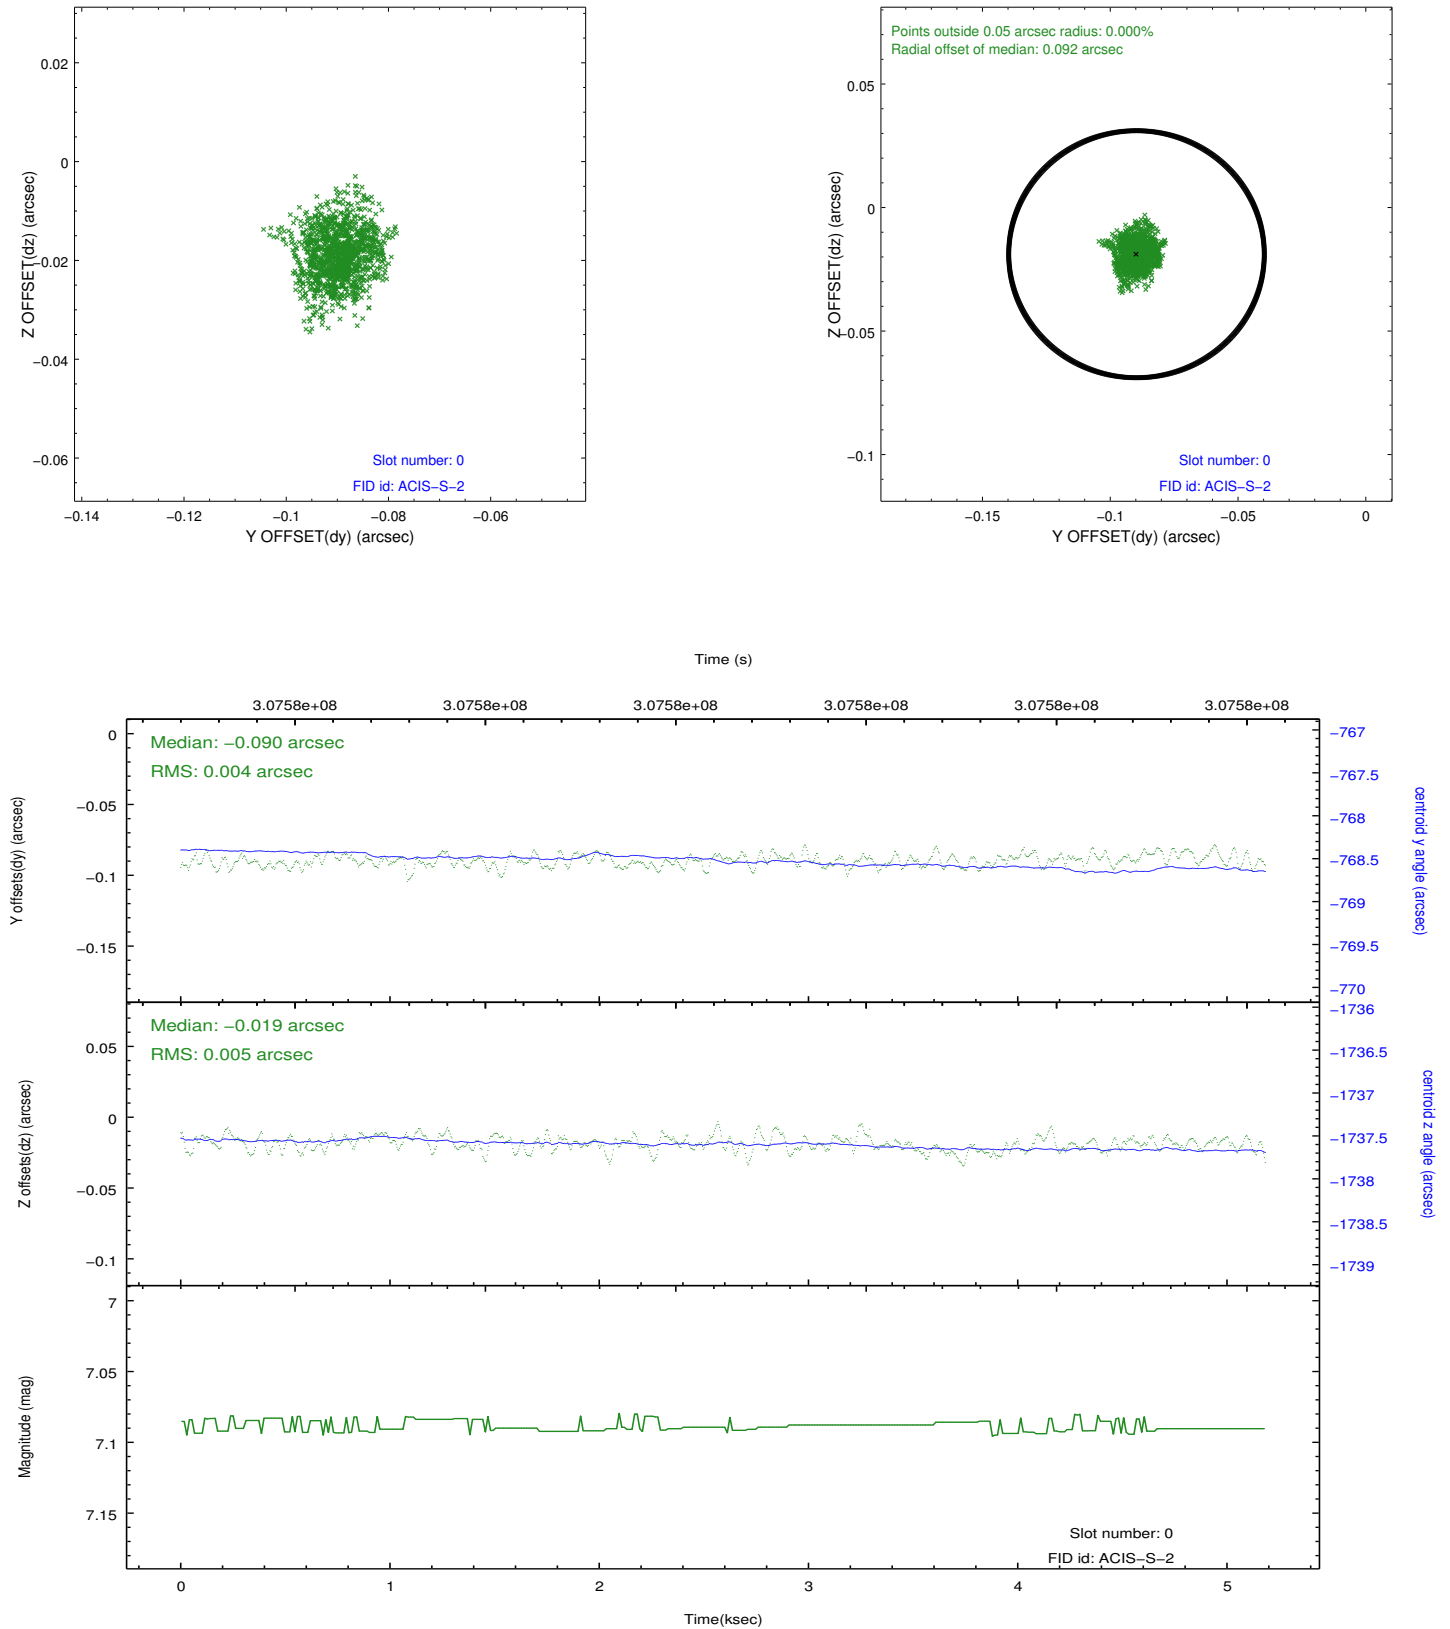 0.02
0
−0.02
−0.04
−0.06
Z OFFSET(dz) (arcsec)
Slot number: 0
FID id: ACIS−S−2
−0.14 −0.12 −0.1 −0.08 −0.06
Y OFFSET(dy) (arcsec)
Points outside 0.05 arcsec radius: 0.000%
Radial offset of median: 0.092 arcsec
0.05
0
−0.05
−0.1
Z OFFSET(dz) (arcsec)
Slot number: 0
FID id: ACIS−S−2
−0.15 −0.1 −0.05 0
Y OFFSET(dy) (arcsec)
Time (s)
3.0758e+08 3.0758e+08 3.0758e+08 3.0758e+08 3.0758e+08 3.0758e+08
Median: −0.090 arcsec
RMS: 0.004 arcsec
0
−0.05
−0.1
−0.15
Y offsets(dy) (arcsec)
−767
−767.5
−768
−768.5
−769
−769.5
−770
centroid y angle (arcsec)
Median: −0.019 arcsec
RMS: 0.005 arcsec
0.05
0
−0.05
−0.1
Z offsets(dz) (arcsec)
−1736
−1736.5
−1737
−1737.5
−1738
−1738.5
−1739
centroid z angle (arcsec)
7
7.05
7.1
7.15
Magnitude (mag)
Slot number: 0
FID id: ACIS−S−2
0 1 2 3 4 5
Time(ksec)